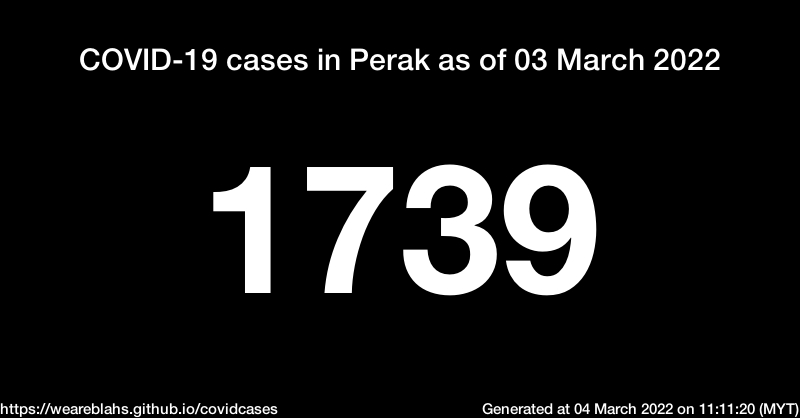 COVID-19 cases in Perak as of 03 March 2022
1739
https://weareblahs.github.io/covidcases
Generated at 04 March 2022 on 11:11:20 (MYT)